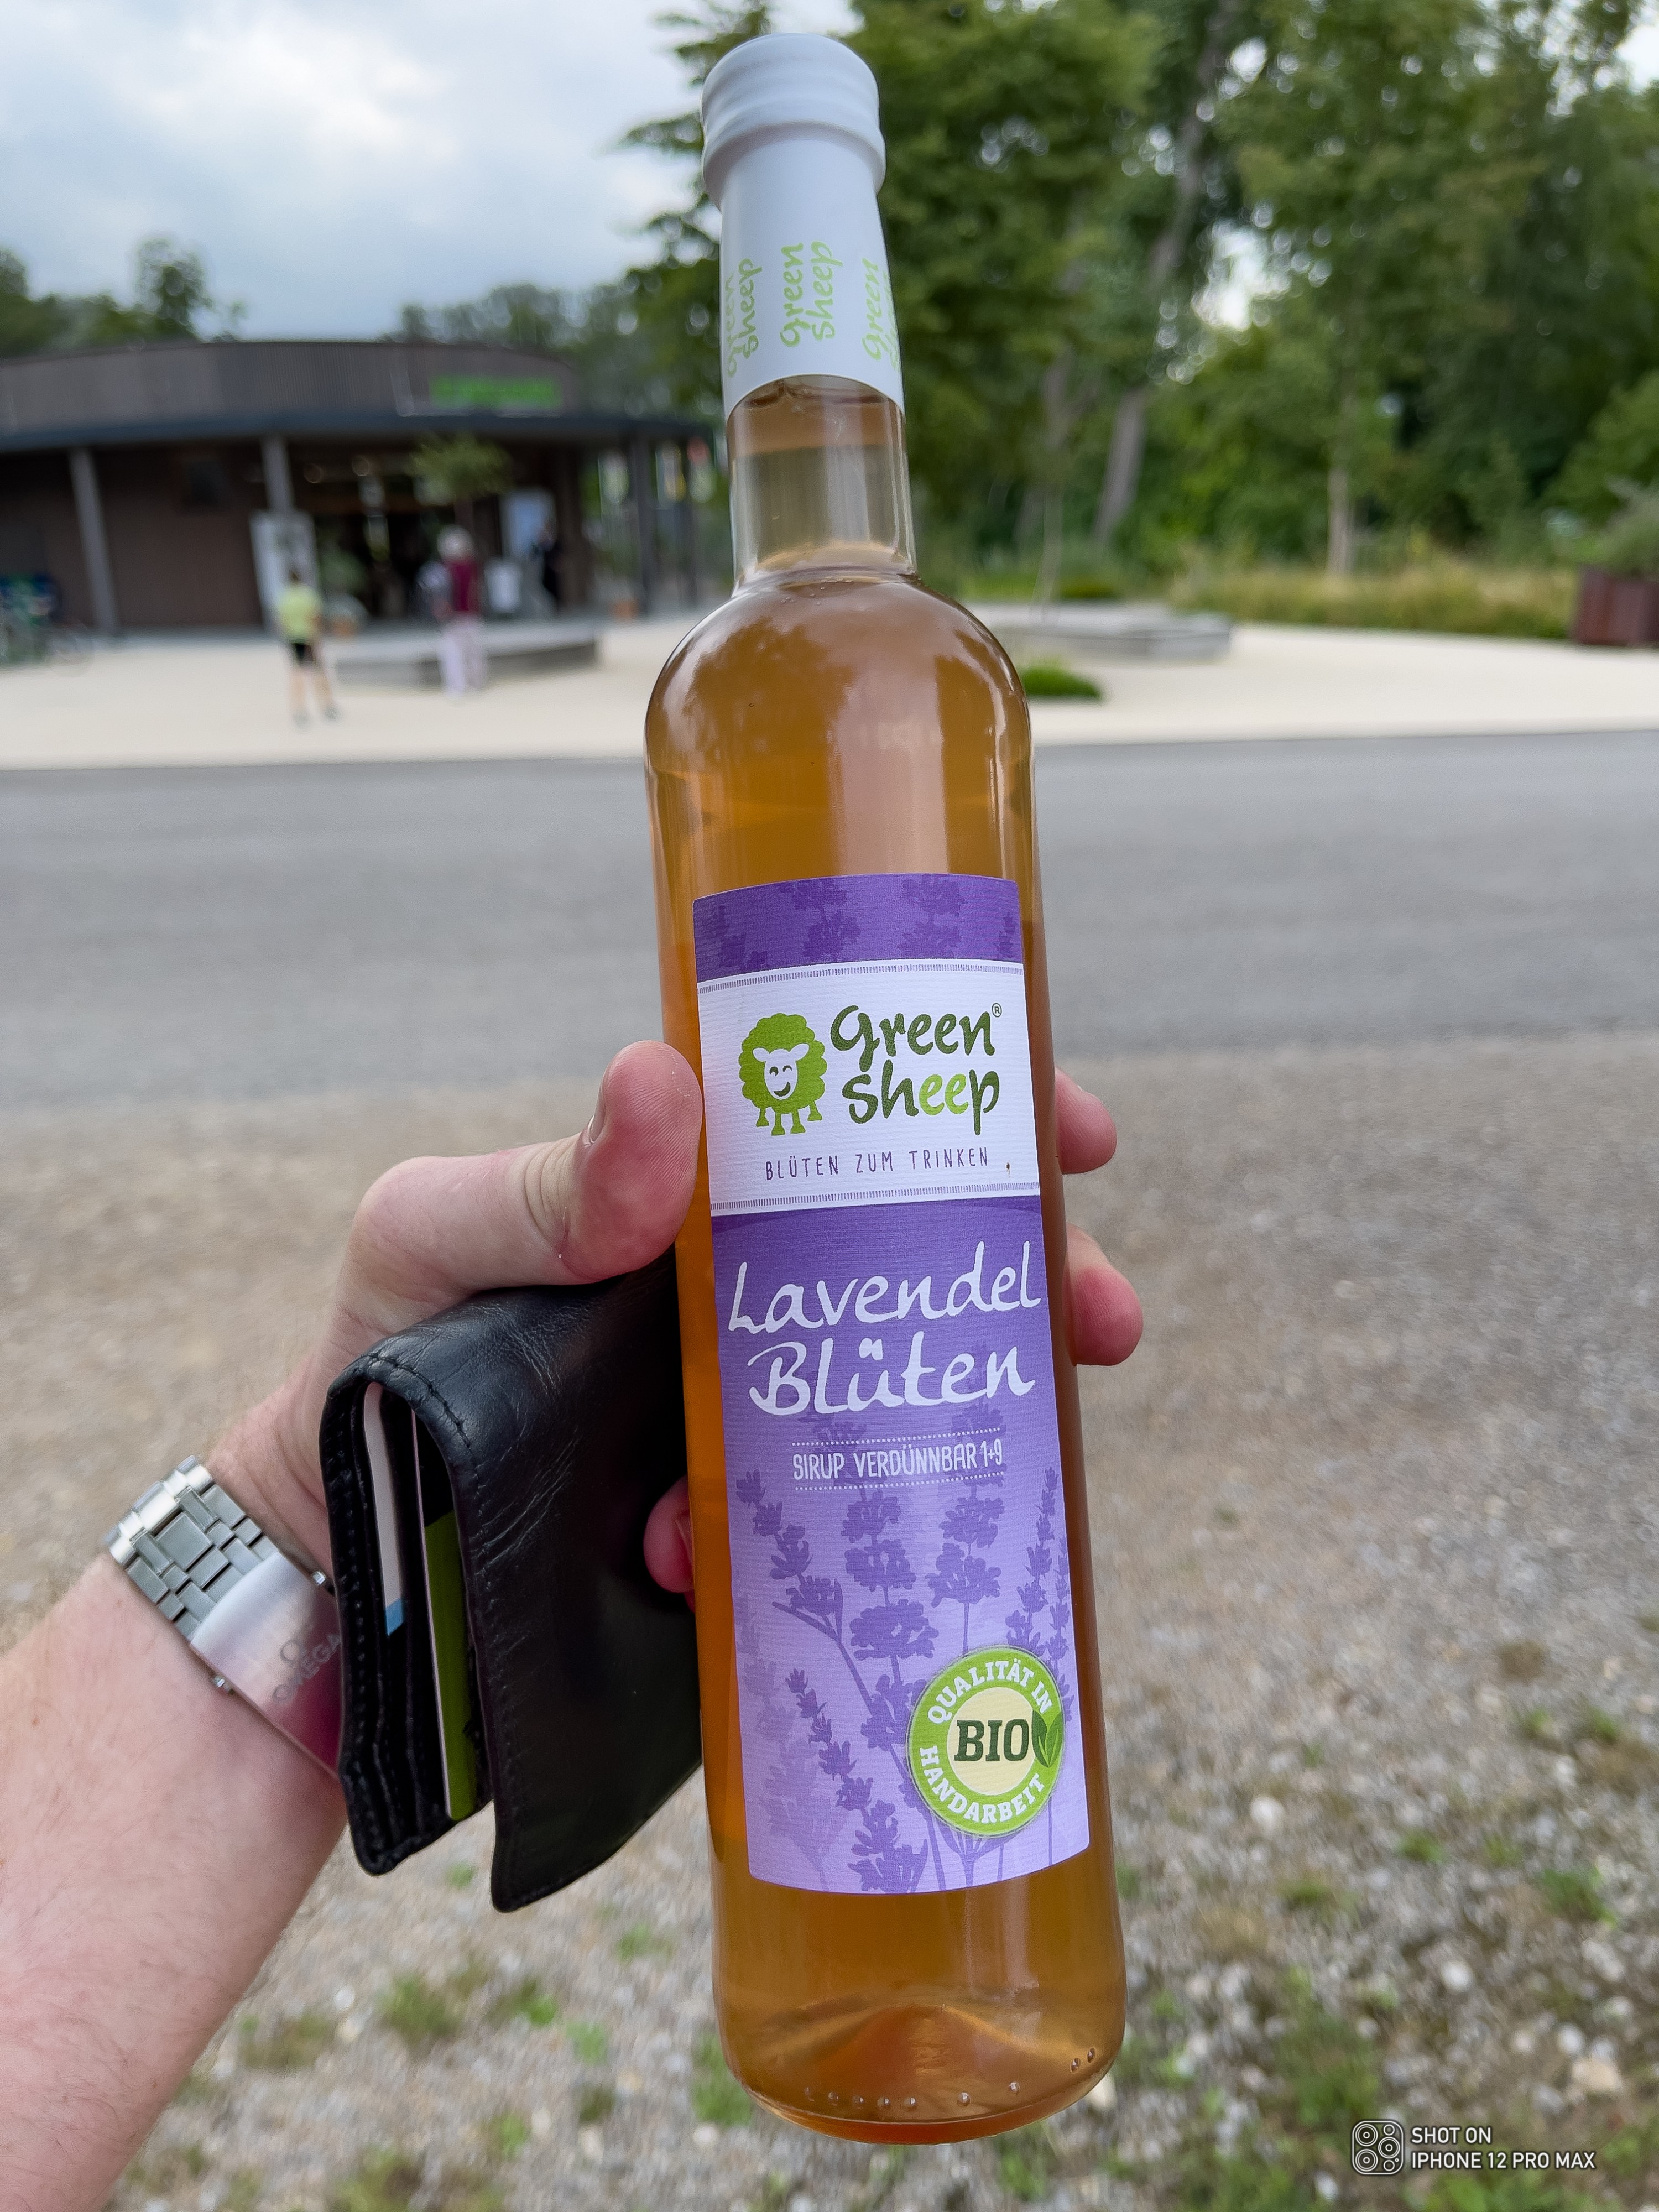 green
sheep
green
sheep
green
green®
sheep
BLÜTEN ZUM TRINKEN
Lavendel
Blüten
SIRUP VERDÜNNBAR 1+9
QUALITÄT IN
BIO
HANDARBEIT
OMEGA
SHOT ON
IPHONE 12 PRO MAX